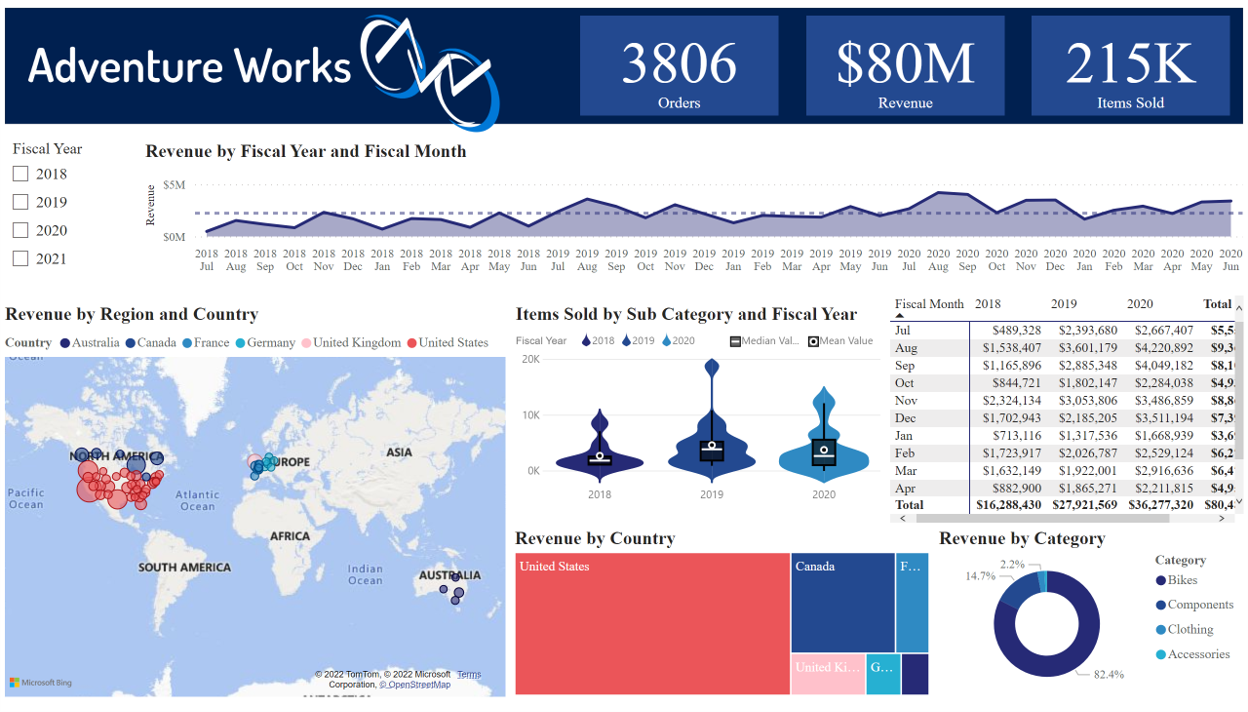 Adventure Works
3806
Orders
$80M
Revenue
215K
Items Sold
Fiscal Year
2018
2019
2020
2021
Revenue by Fiscal Year and Fiscal Month
Revenue
$5M
$0M
2018 2018 2018 2018 2018 2018 2018 2018 2018 2018 2018 2018 2019 2019 2019 2019 2019 2019 2019 2019 2019 2019 2019 2019 2020 2020 2020 2020 2020 2020 2020 2020 2020 2020 2020 2020
Jul Aug Sep Oct Nov Dec Jan Feb Mar Apr May Jun Jul Aug Sep Oct Nov Dec Jan Feb Mar Apr May Jun Jul Aug Sep Oct Nov Dec Jan Feb Mar Apr May Jun
Revenue by Region and Country
Country Australia Canada France Germany United Kingdom United States
Ocean
NORTH AMERICA
EUROPE
ASIA
Pacific
Ocean
Atlantic
Ocean
AFRICA
SOUTH AMERICA
Indian
Ocean
AUSTRALIA
Microsoft Bing
© 2022 TomTom, © 2022 Microsoft Terms
Corporation, © OpenStreetMap
Items Sold by Sub Category and Fiscal Year
Fiscal Year 2018 2019 2020 Median Val... Mean Value
20K
10K
0K
2018 2019 2020
Fiscal Month 2018 2019 2020 Total
Jul $489,328 $2,393,680 $2,667,407 $5,5
Aug $1,538,407 $3,601,179 $4,220,892 $9,3
Sep $1,165,896 $2,885,348 $4,049,182 $8,1
Oct $844,721 $1,802,147 $2,284,038 $4,9
Nov $2,324,134 $3,053,806 $3,486,859 $8,8
Dec $1,702,943 $2,185,205 $3,511,194 $7,3
Jan $713,116 $1,317,536 $1,668,939 $3,6
Feb $1,723,917 $2,026,787 $2,529,124 $6,2
Mar $1,632,149 $1,922,001 $2,916,636 $6,4
Apr $882,900 $1,865,271 $2,211,815 $4,9
Total $16,288,430 $27,921,569 $36,277,320 $80,4
Revenue by Country
United States
Canada
F...
United Ki...
G...
Revenue by Category
2.2%
14.7%
82.4%
Category
Bikes
Components
Clothing
Accessories